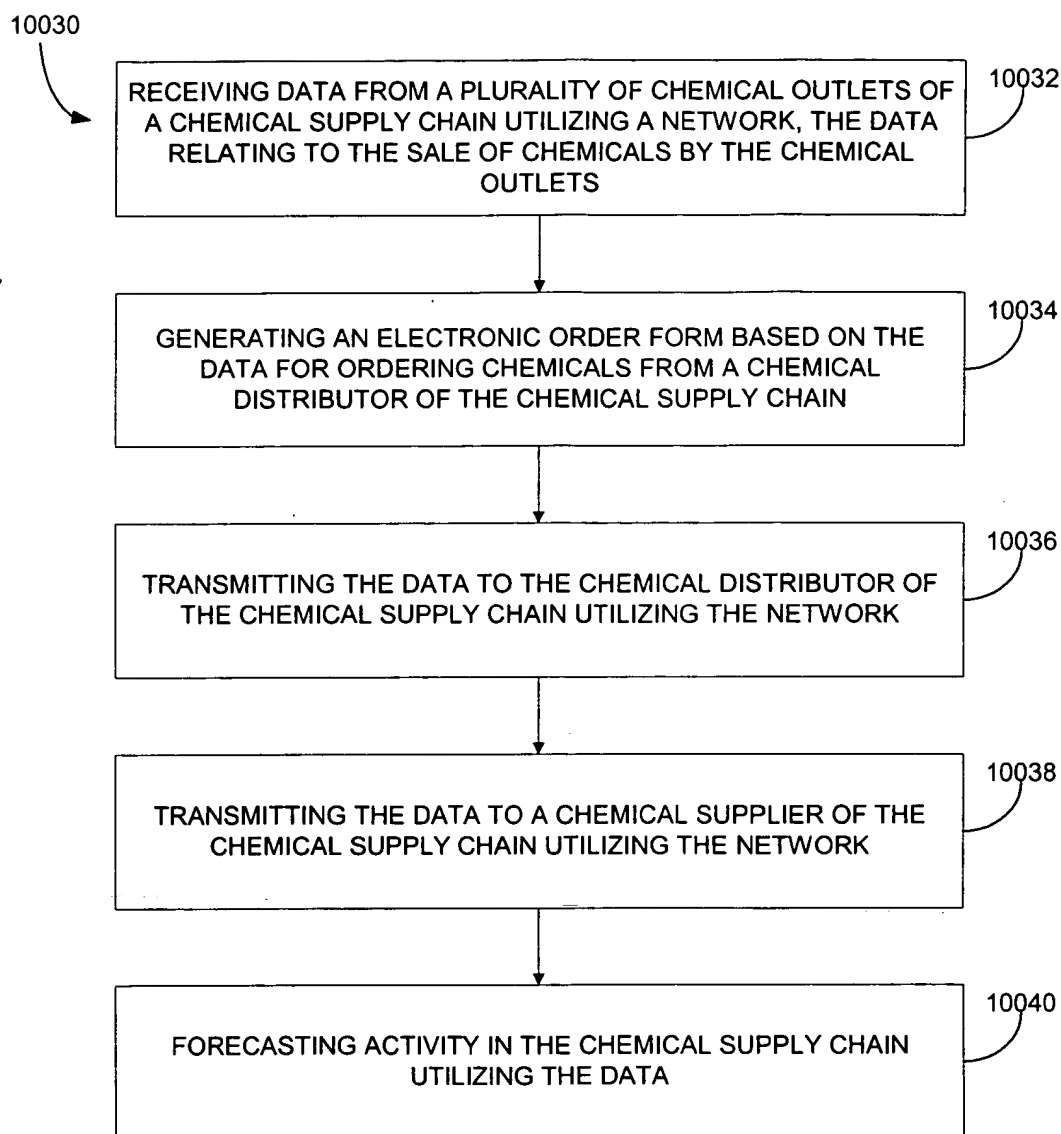 10030
RECEIVING DATA FROM A PLURALITY OF CHEMICAL OUTLETS OF
A CHEMICAL SUPPLY CHAIN UTILIZING A NETWORK, THE DATA
RELATING TO THE SALE OF CHEMICALS BY THE CHEMICAL
OUTLETS
10032
GENERATING AN ELECTRONIC ORDER FORM BASED ON THE
DATA FOR ORDERING CHEMICALS FROM A CHEMICAL
DISTRIBUTOR OF THE CHEMICAL SUPPLY CHAIN
10034
TRANSMITTING THE DATA TO THE CHEMICAL DISTRIBUTOR OF
THE CHEMICAL SUPPLY CHAIN UTILIZING THE NETWORK
10036
TRANSMITTING THE DATA TO A CHEMICAL SUPPLIER OF THE
CHEMICAL SUPPLY CHAIN UTILIZING THE NETWORK
10038
FORECASTING ACTIVITY IN THE CHEMICAL SUPPLY CHAIN
UTILIZING THE DATA
10040